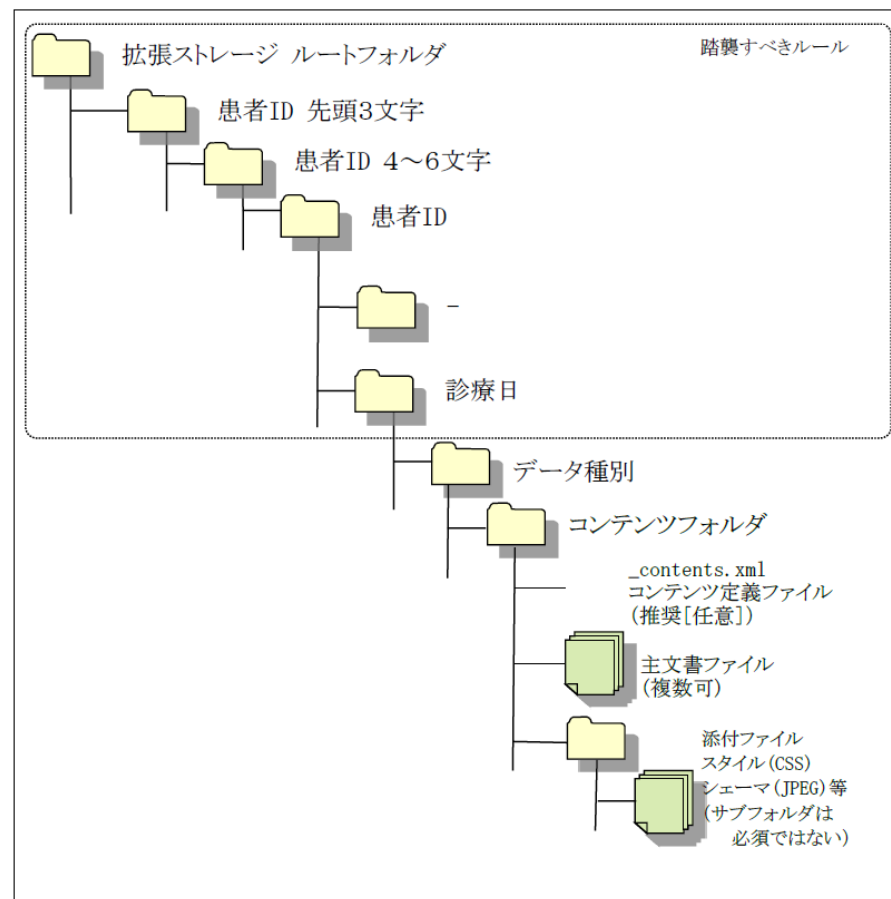 拡張ストレージ ルートフォルダ
踏襲すべきルール
患者ID 先頭3文字
患者ID 4～6文字
患者ID
-
診療日
データ種別
コンテンツフォルダ
_contents.xml
コンテンツ定義ファイル
(推奨[任意])
主文書ファイル
(複数可)
添付ファイル
スタイル(CSS)
シェーマ(JPEG)等
(サブフォルダは
必須ではない)